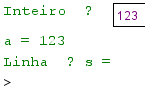 Inteiro ? 123
a = 123
Linha ? s =
>